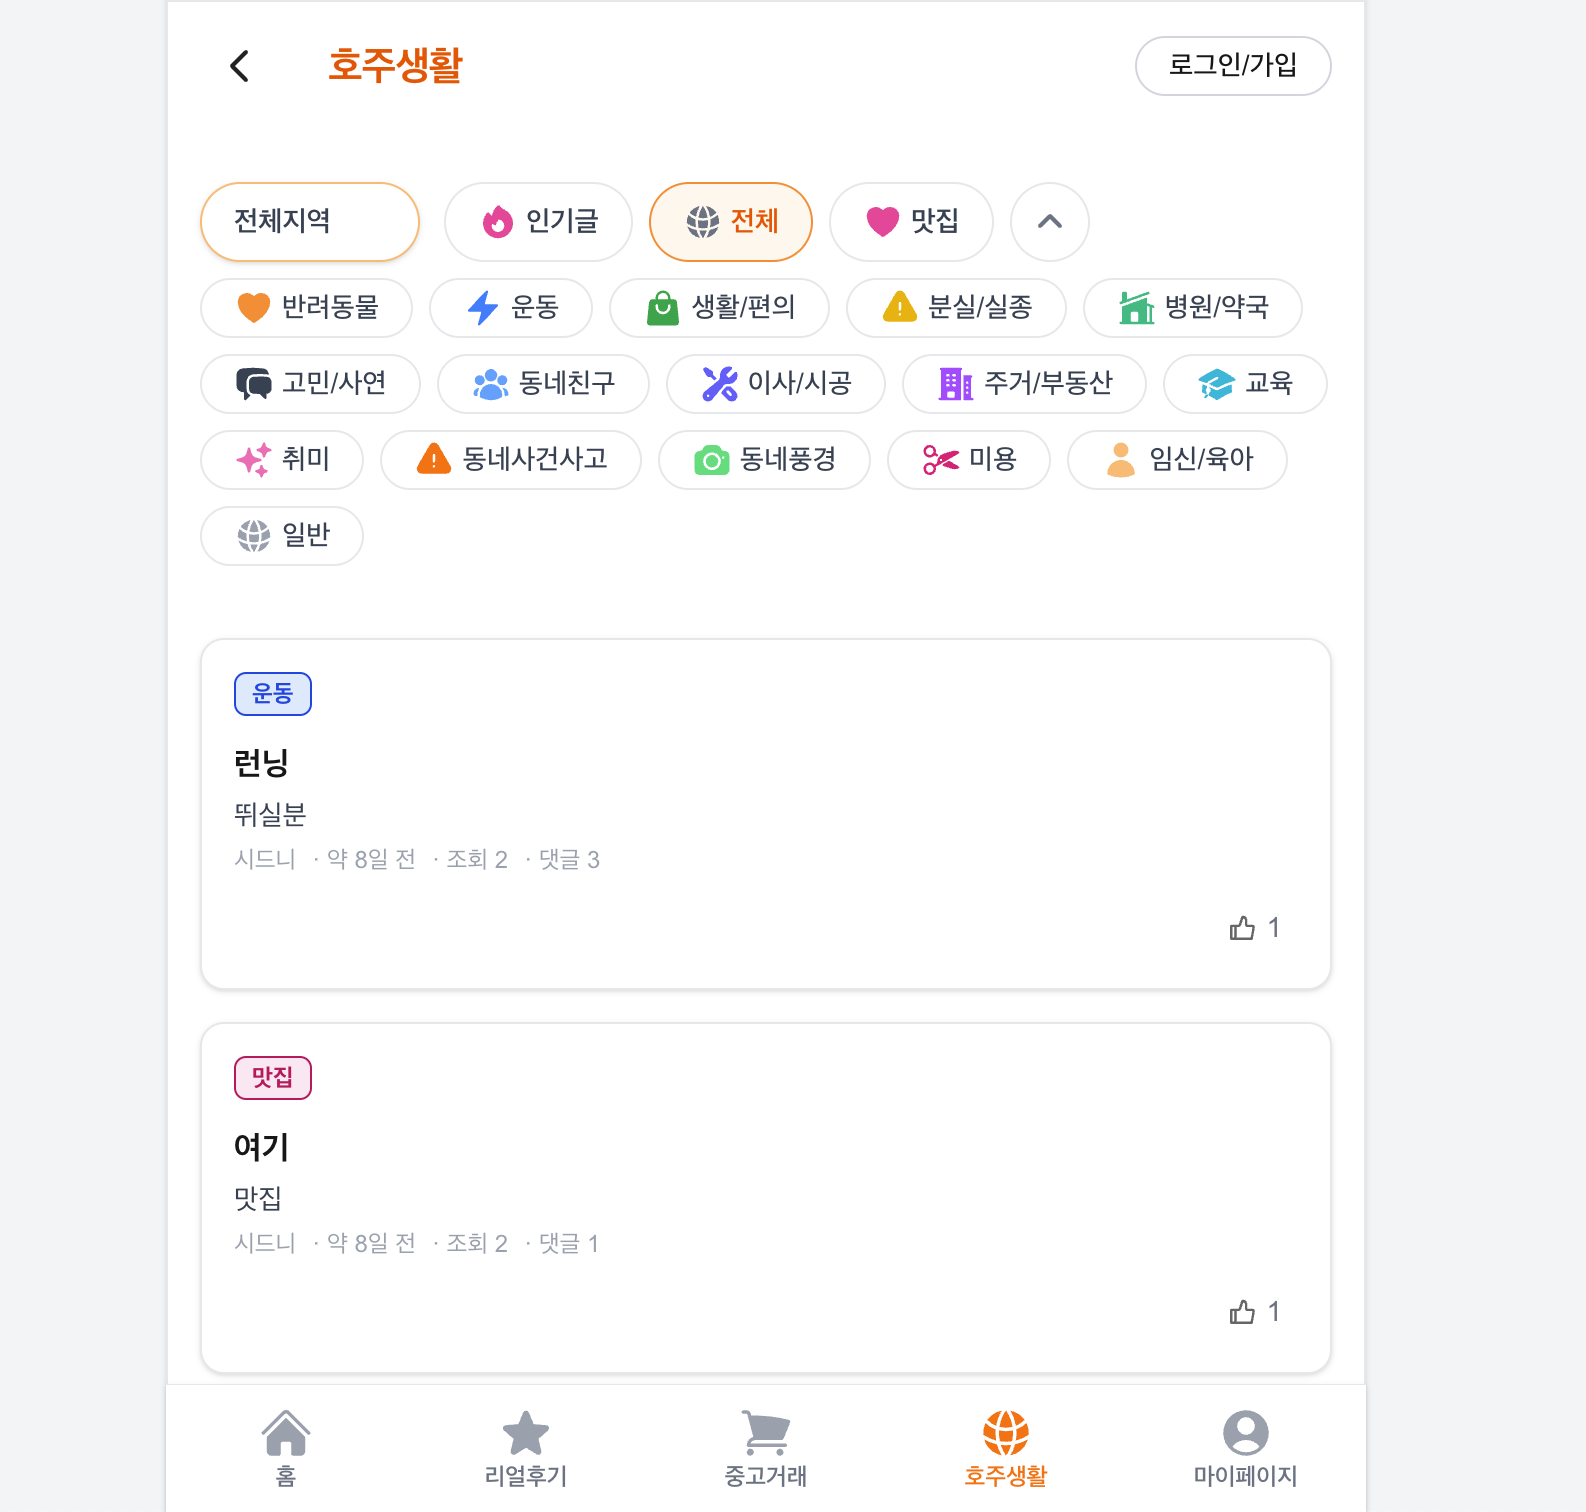 호주생활
로그인/가입
전체지역 인기글 전체 맛집
반려동물 운동 생활/편의 분실/실종 병원/약국
고민/사연 동네친구 이사/시공 주거/부동산 교육
취미 동네사건사고 동네풍경 미용 임신/육아
일반
운동
런닝
뛰실분
시드니 · 약 8일 전 · 조회 2 · 댓글 3
1
맛집
여기
맛집
시드니 · 약 8일 전 · 조회 2 · 댓글 1
1
홈 리얼후기 중고거래 호주생활 마이페이지